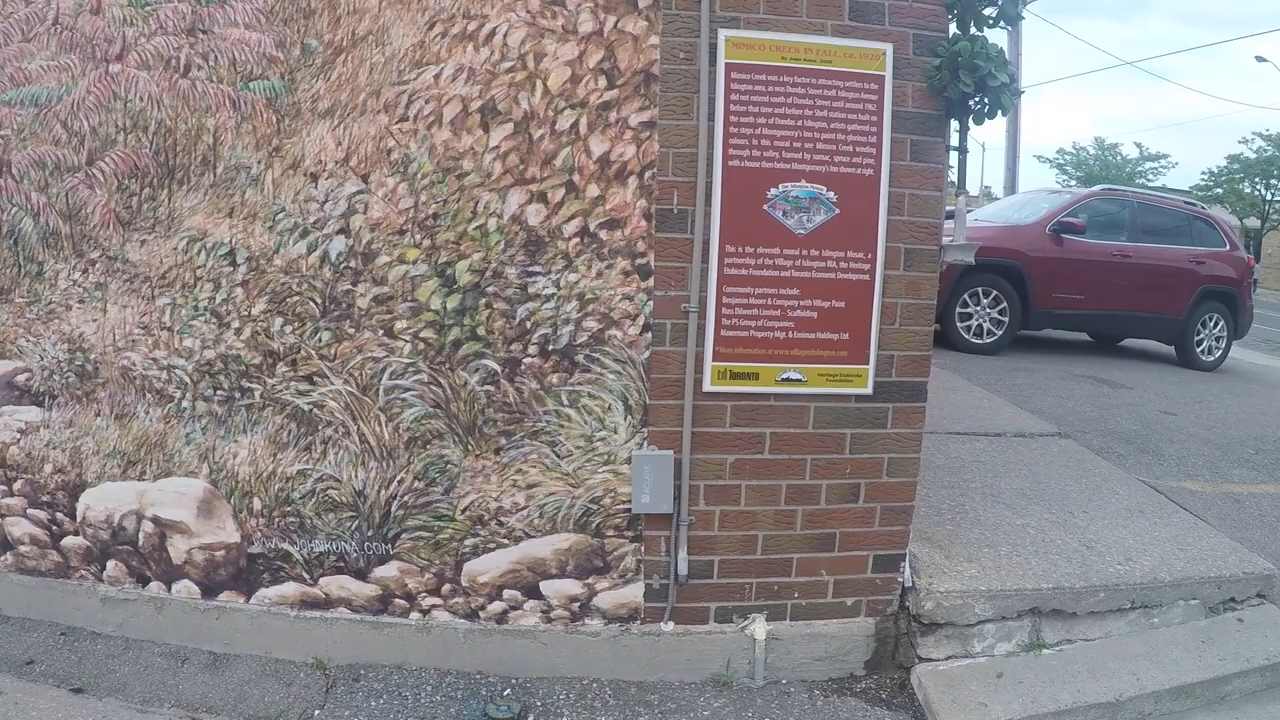 MIMICO CREEK IN FALL, ca. 1920
By John Kuna, 2006
Mimico Creek was a key factor in attracting settlers to the
Islington area, as was Dundas Street itself. Islington Avenue
did not extend south of Dundas Street until around 1962.
Before that time and before the Shell station was built on
the north side of Dundas at Islington, artists gathered on
the steps of Montgomery's Inn to paint the glorious fall
colours. In this mural we see Mimico Creek winding
through the valley, framed by sumac, spruce and pine,
with a house then below Montgomery's Inn shown at right.
The Islington Mosaic
This is the eleventh mural in the Islington Mosaic, a
partnership of the Village of Islington BIA, the Heritage
Etobicoke Foundation and Toronto Economic Development.
Community partners include:
Benjamin Moore & Company with Village Paint
Russ Dilworth Limited – Scaffolding
The PS Group of Companies:
Maxemum Property Mgt. & Emimax Holdings Ltd.
*More information at www.villageofislington.com
TORONTO
Heritage Etobicoke
Foundation
ACLARA
WWW.JOHNKUNA.COM